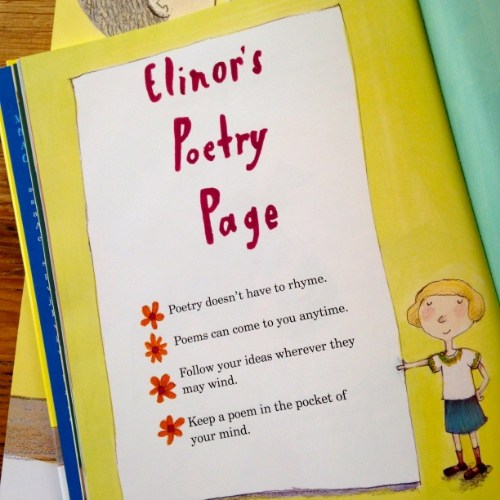 Elinor's
Poetry
Page
Poetry doesn't have to rhyme.
Poems can come to you anytime.
Follow your ideas wherever they
may wind.
Keep a poem in the pocket of
your mind.